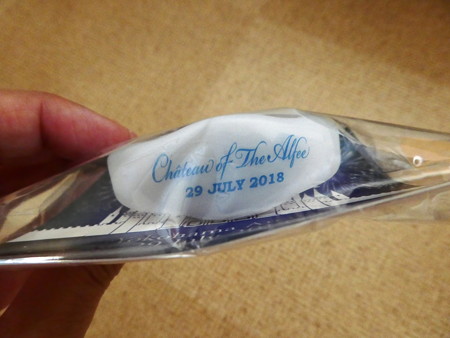 Château of The Alfee
29 JULY 2018